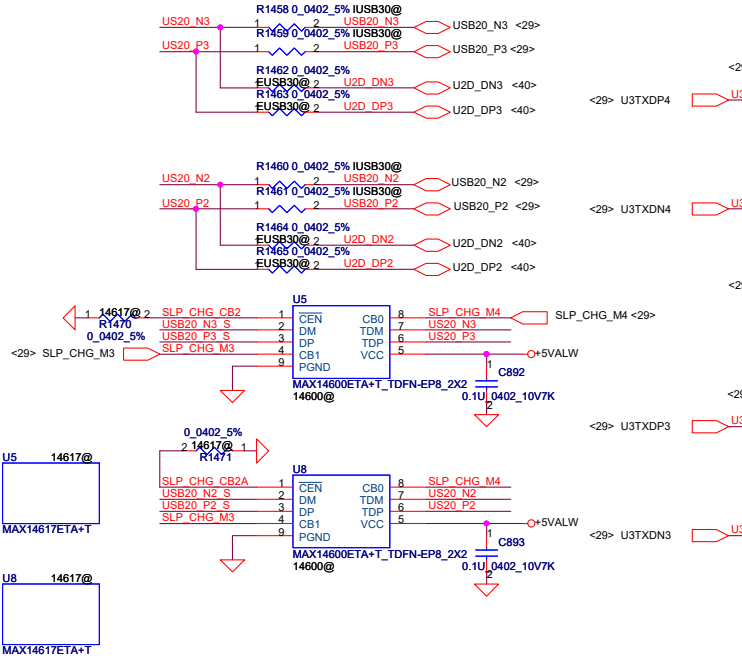 R1458 0_0402_5% IUSB30@
US20_N3 1 2 USB20_N3 USB20_N3 <29>
R1459 0_0402_5% IUSB30@
US20_P3 1 2 USB20_P3 USB20_P3 <29>
R1462 0_0402_5%
EUSB30@ 2 U2D_DN3 U2D_DN3 <40>
R1463 0_0402_5%
EUSB30@ 2 U2D_DP3 U2D_DP3 <40>
<29> U3TXDP4
R1460 0_0402_5% IUSB30@
US20_N2 1 2 USB20_N2 USB20_N2 <29>
R1461 0_0402_5% IUSB30@
US20_P2 1 2 USB20_P2 USB20_P2 <29>
<29> U3TXDN4
R1464 0_0402_5%
EUSB30@ 2 U2D_DN2 U2D_DN2 <40>
R1465 0_0402_5%
EUSB30@ 2 U2D_DP2 U2D_DP2 <40>
U5
1 14617@ 2 SLP_CHG_CB2 1 CEN CB0 8 SLP_CHG_M4 SLP_CHG_M4 <29>
R1470 USB20_N3_S 2 DM TDM 7 US20_N3
0_0402_5% USB20_P3_S 3 DP TDP 6 US20_P3
<29> SLP_CHG_M3 SLP_CHG_M3 4 CB1 VCC 5 +5VALW
9 PGND
1 C892
MAX14600ETA+T_TDFN-EP8_2X2
14600@
0.1U_0402_10V7K
2
<29> U3TXDP3
0_0402_5%
2 14617@ 1
R1471
U5 14617@
MAX14617ETA+T
U8
SLP_CHG_CB2A 1 CEN CB0 8 SLP_CHG_M4
USB20_N2_S 2 DM TDM 7 US20_N2
USB20_P2_S 3 DP TDP 6 US20_P2
SLP_CHG_M3 4 CB1 VCC 5 +5VALW
9 PGND
1 C893
MAX14600ETA+T_TDFN-EP8_2X2
14600@
0.1U_0402_10V7K
2
<29> U3TXDN3
U8 14617@
MAX14617ETA+T